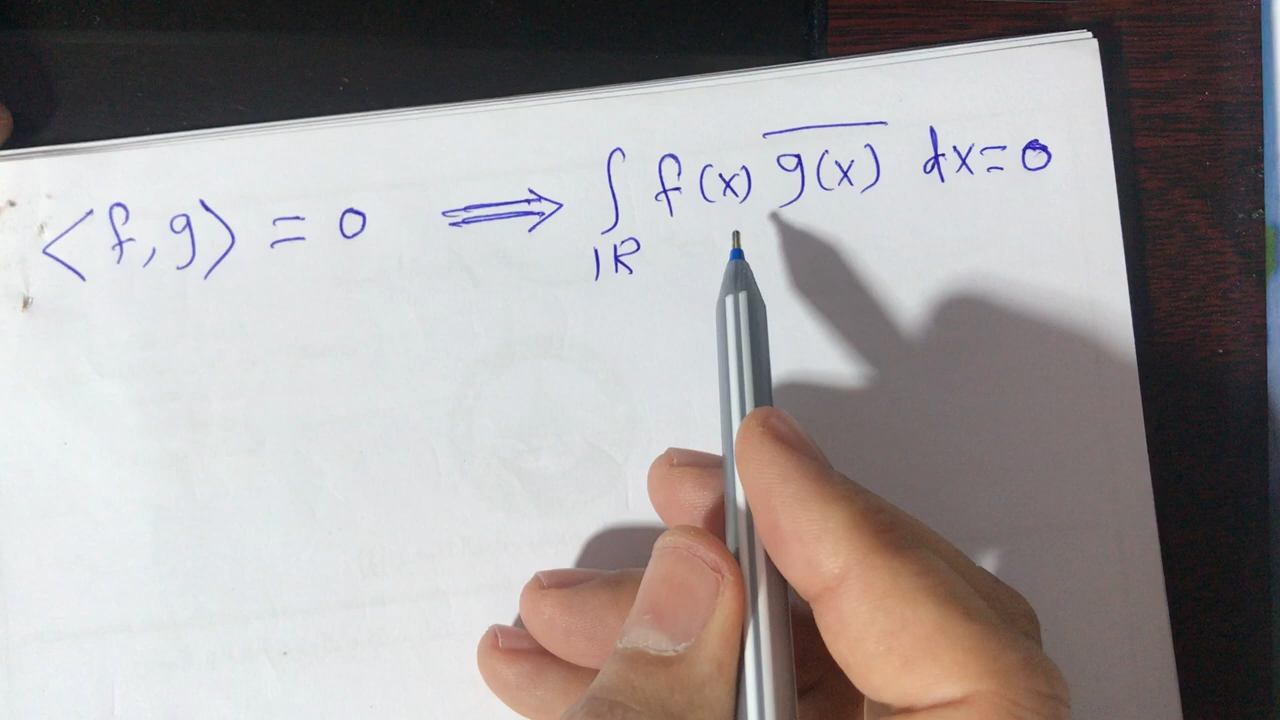 ⟨f,g⟩ = 0 ⟹ ∫_ℝ f(x) \overline{g(x)} dx = 0